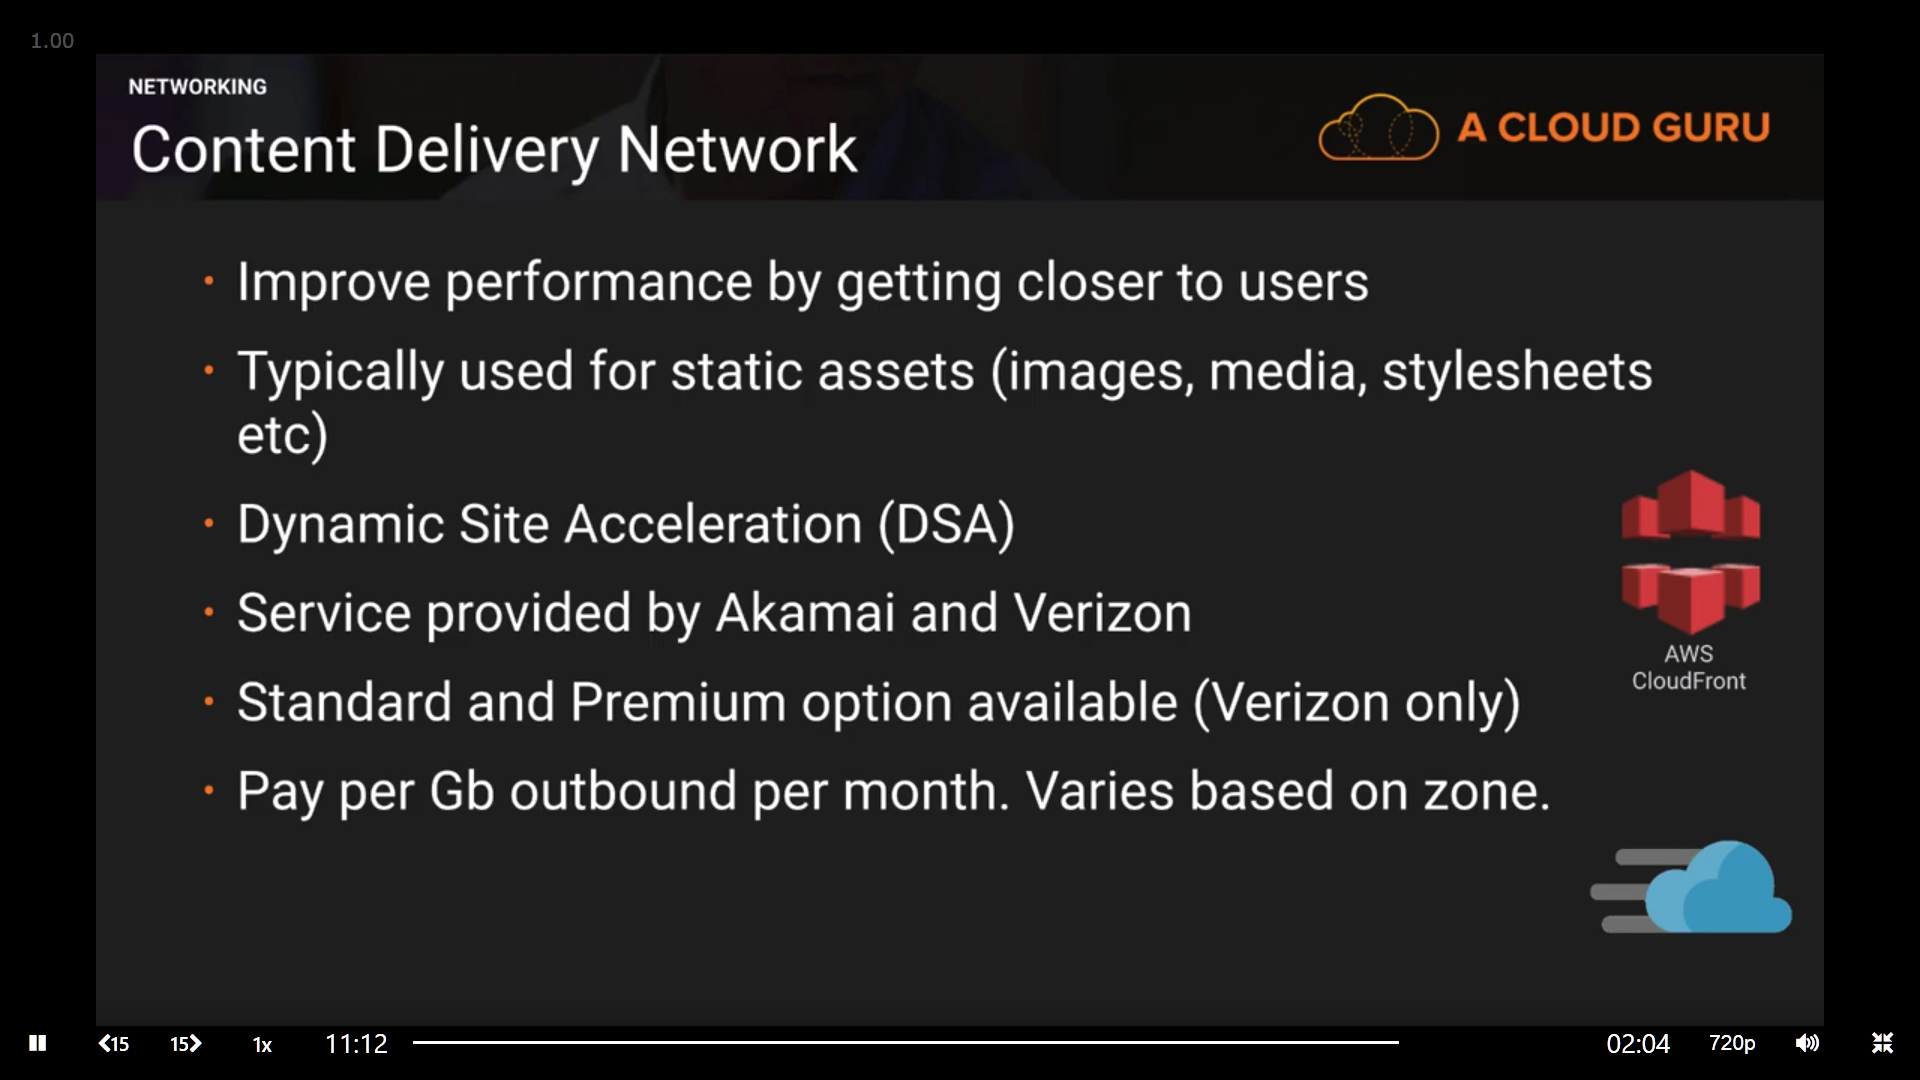 1.00
NETWORKING
Content Delivery Network
A CLOUD GURU
• Improve performance by getting closer to users
• Typically used for static assets (images, media, stylesheets
etc)
• Dynamic Site Acceleration (DSA)
• Service provided by Akamai and Verizon
• Standard and Premium option available (Verizon only)
• Pay per Gb outbound per month. Varies based on zone.
AWS
CloudFront
15 15 1x 11:12 02:04 720p